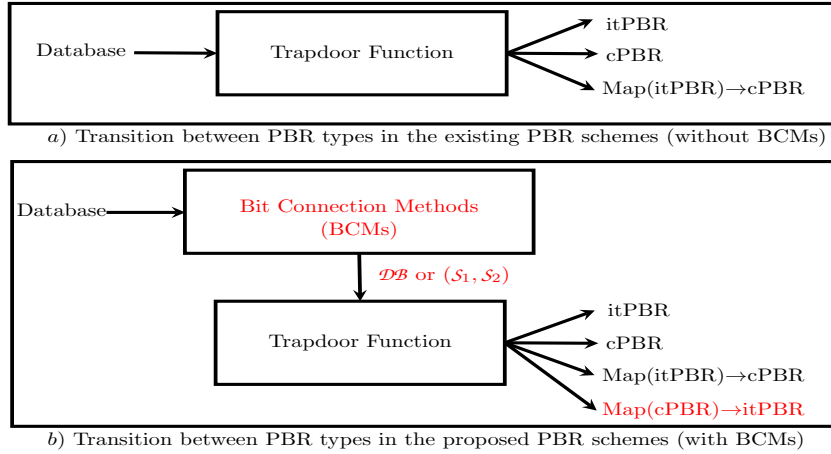 Database
Trapdoor Function
itPBR
cPBR
Map(itPBR)→cPBR
a) Transition between PBR types in the existing PBR schemes (without BCMs)
Database
Bit Connection Methods
(BCMs)
𝒟ℬ or (𝒮₁, 𝒮₂)
Trapdoor Function
itPBR
cPBR
Map(itPBR)→cPBR
Map(cPBR)→itPBR
b) Transition between PBR types in the proposed PBR schemes (with BCMs)